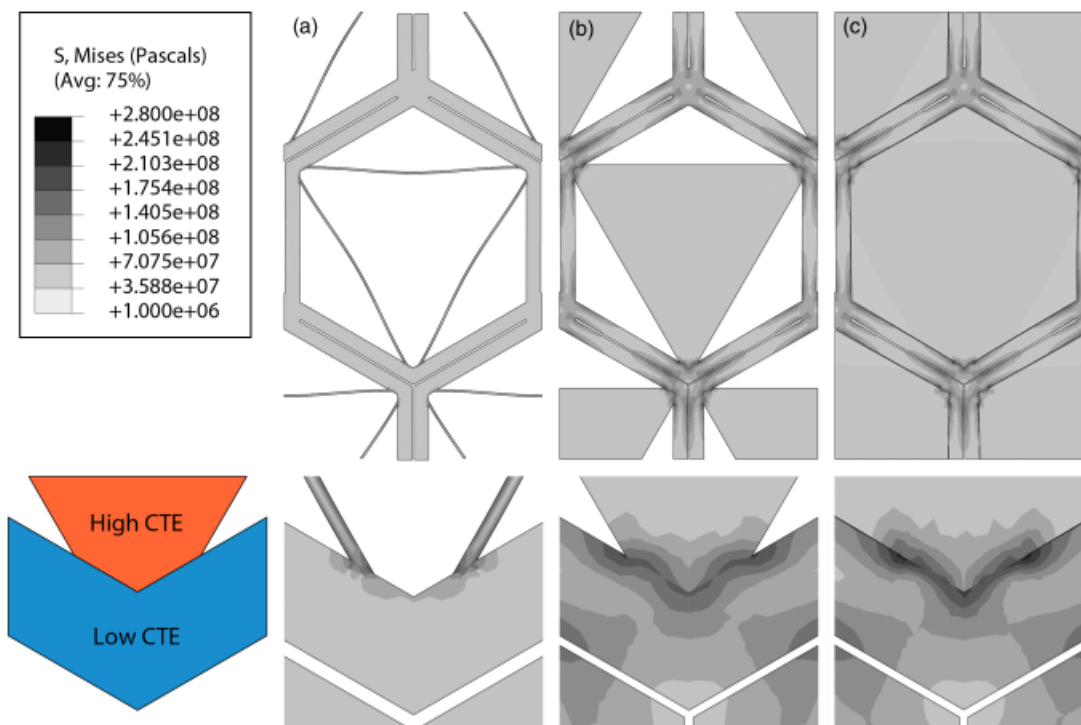 S, Mises (Pascals)
(Avg: 75%)
+2.800e+08
+2.451e+08
+2.103e+08
+1.754e+08
+1.405e+08
+1.056e+08
+7.075e+07
+3.588e+07
+1.000e+06
(a)
(b)
(c)
High CTE
Low CTE